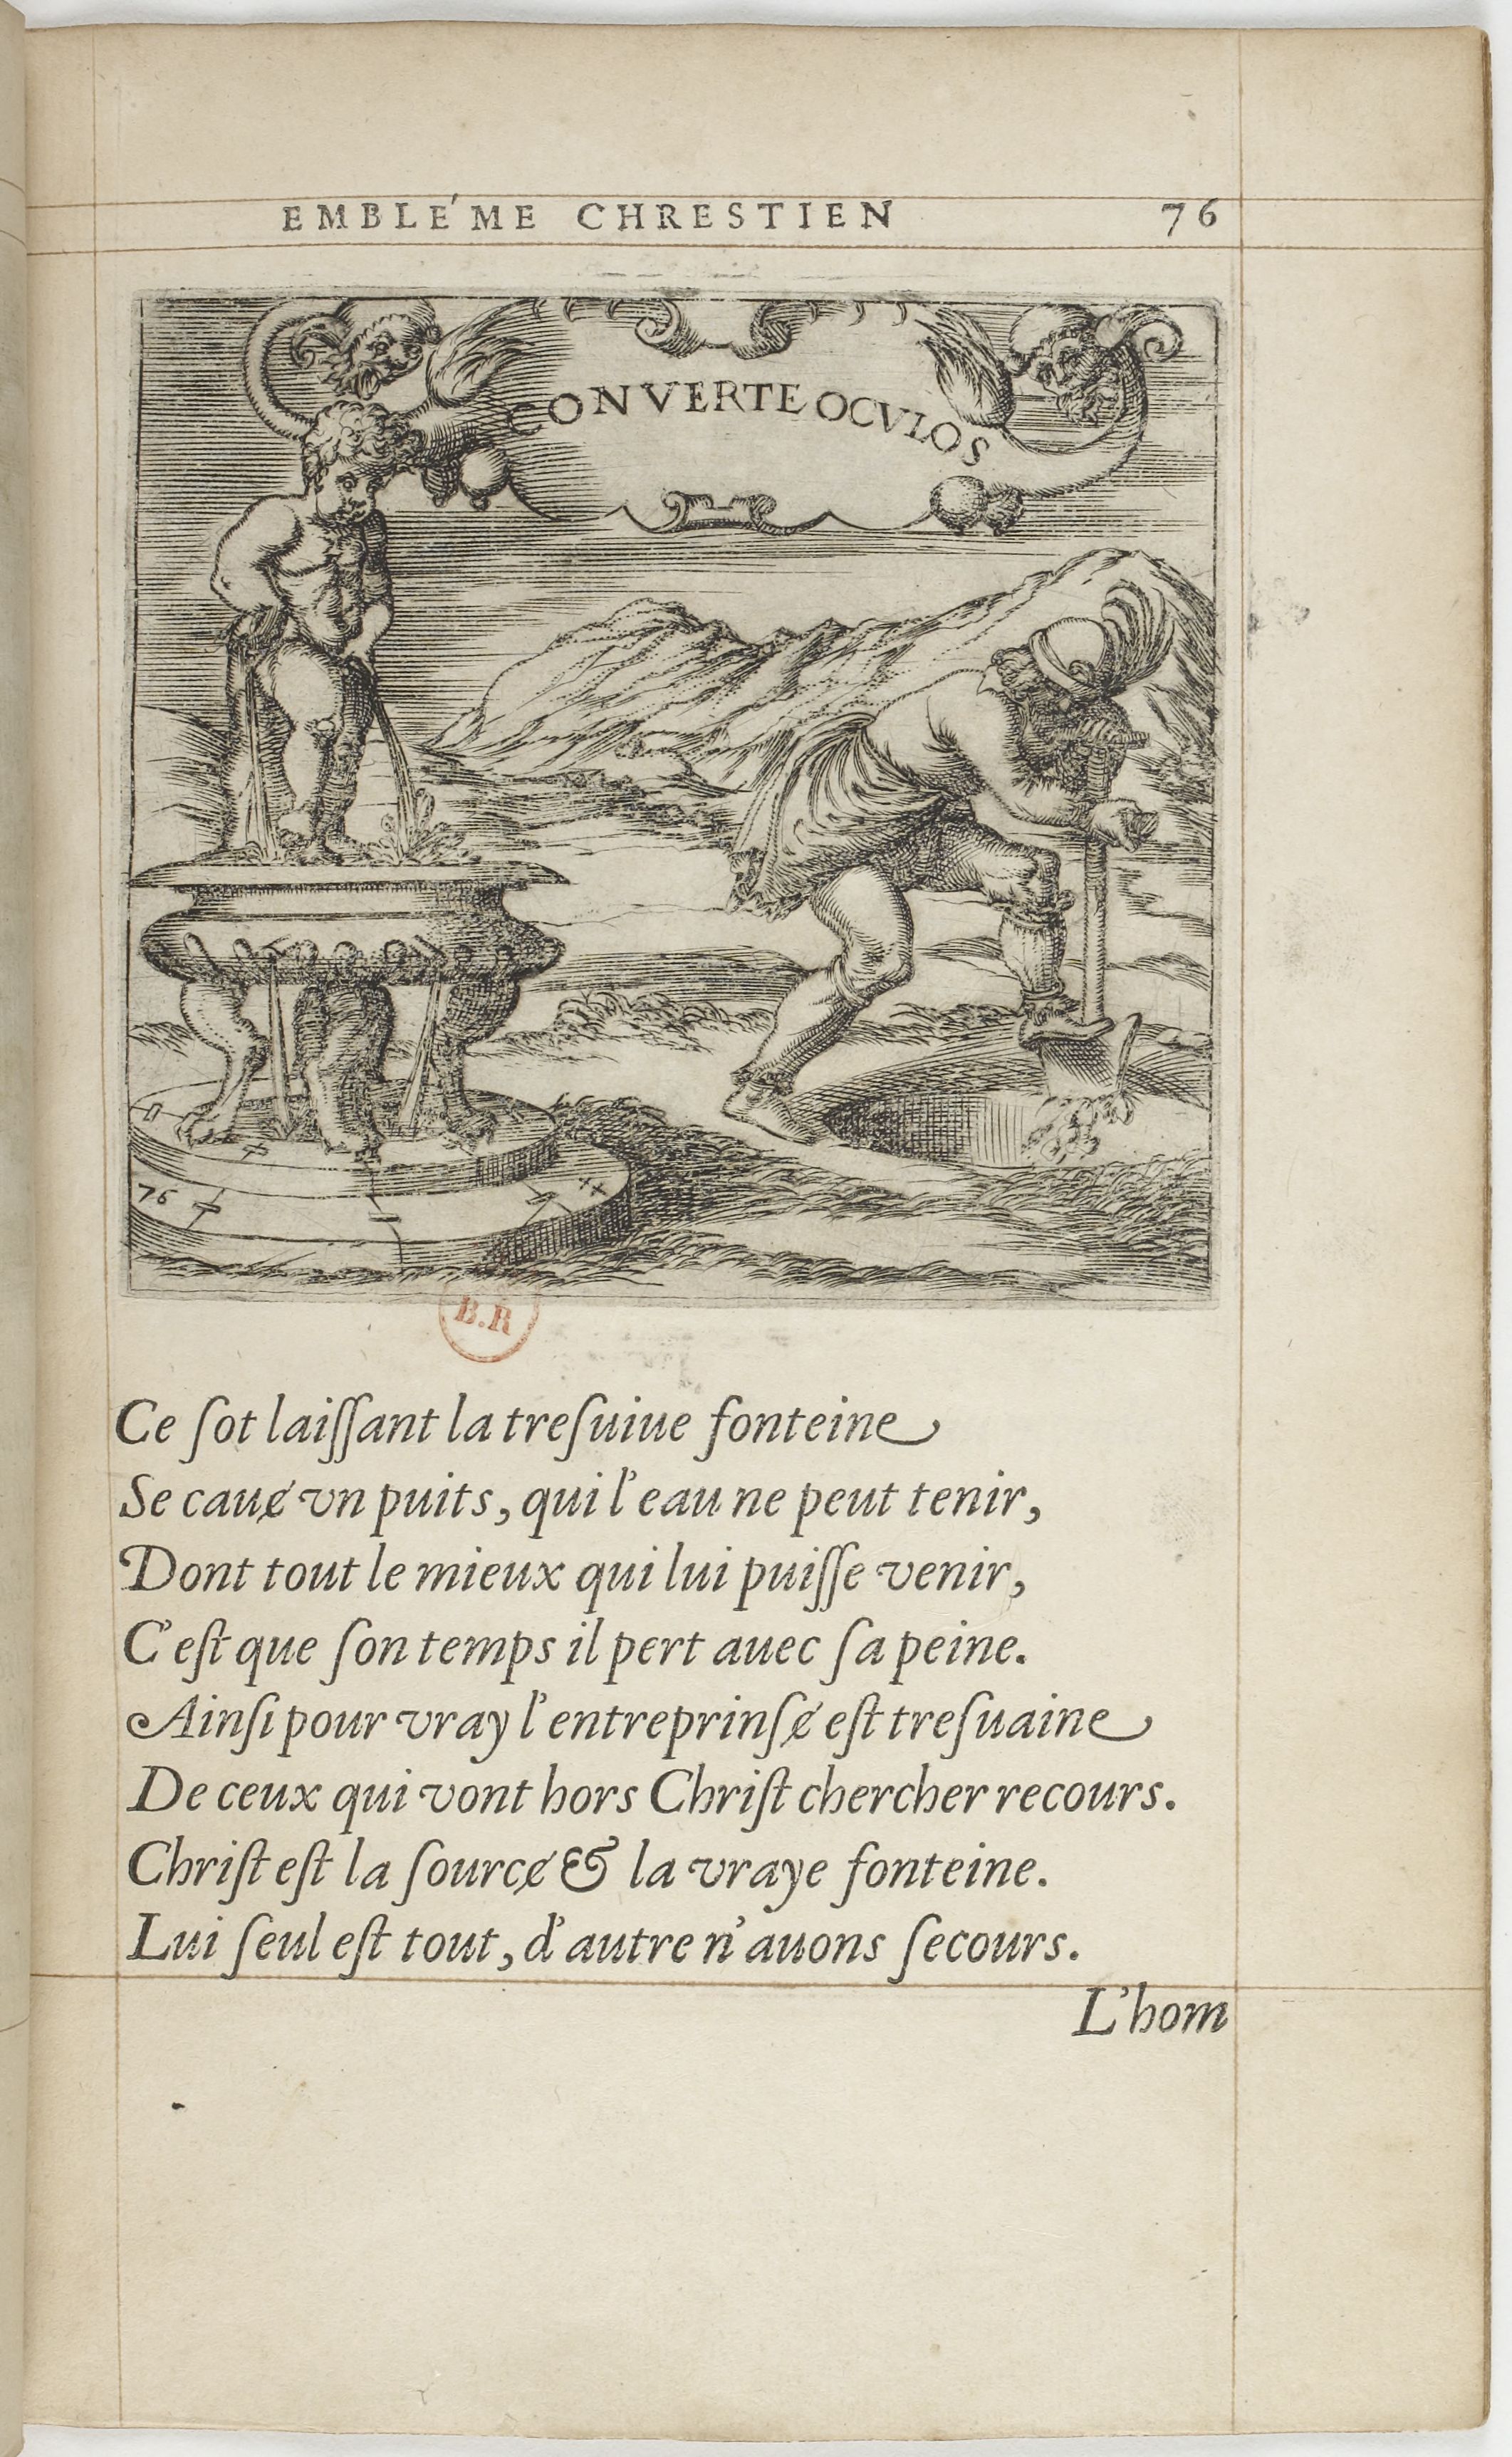 EMBLE'ME CHRESTIEN 76
CONVERTE OCVLOS
76
B.R
Ce ſot laiſſant la treſuiue fonteine
Se caue̸ vn puits, qui l'eau ne peut tenir,
Dont tout le mieux qui lui puiſſe venir,
C'eſt que ſon temps il pert auec ſa peine.
Ainſi pour vray l'entreprinſe̸ eſt treſuaine
De ceux qui vont hors Chriſt chercher recours.
Chriſt eſt la ſource̸ & la vraye fonteine.
Lui ſeul eſt tout, d'autre n'auons ſecours.
L'hom